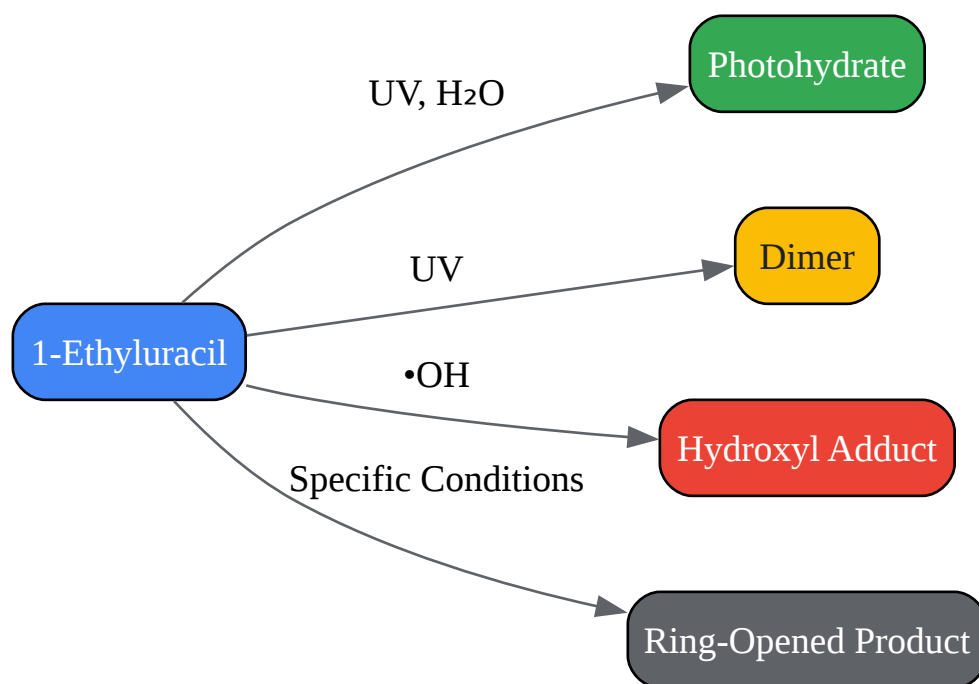 Photohydrate
UV, H₂O
Dimer
UV
1-Ethyluracil
•OH
Hydroxyl Adduct
Specific Conditions
Ring-Opened Product